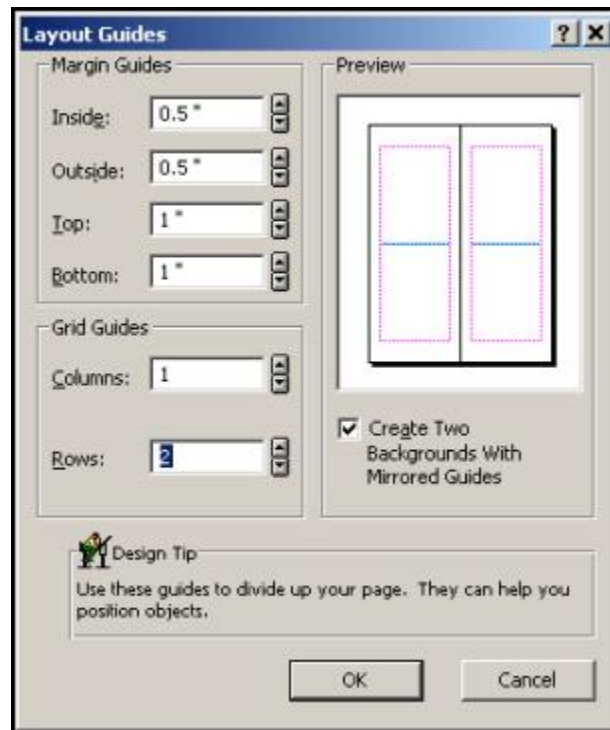 Layout Guides
Margin Guides
Inside: 0.5 "
Outside: 0.5 "
Top: 1 "
Bottom: 1 "
Grid Guides
Columns: 1
Rows: 2
Preview
Create Two
Backgrounds With
Mirrored Guides
Design Tip
Use these guides to divide up your page. They can help you
position objects.
OK
Cancel